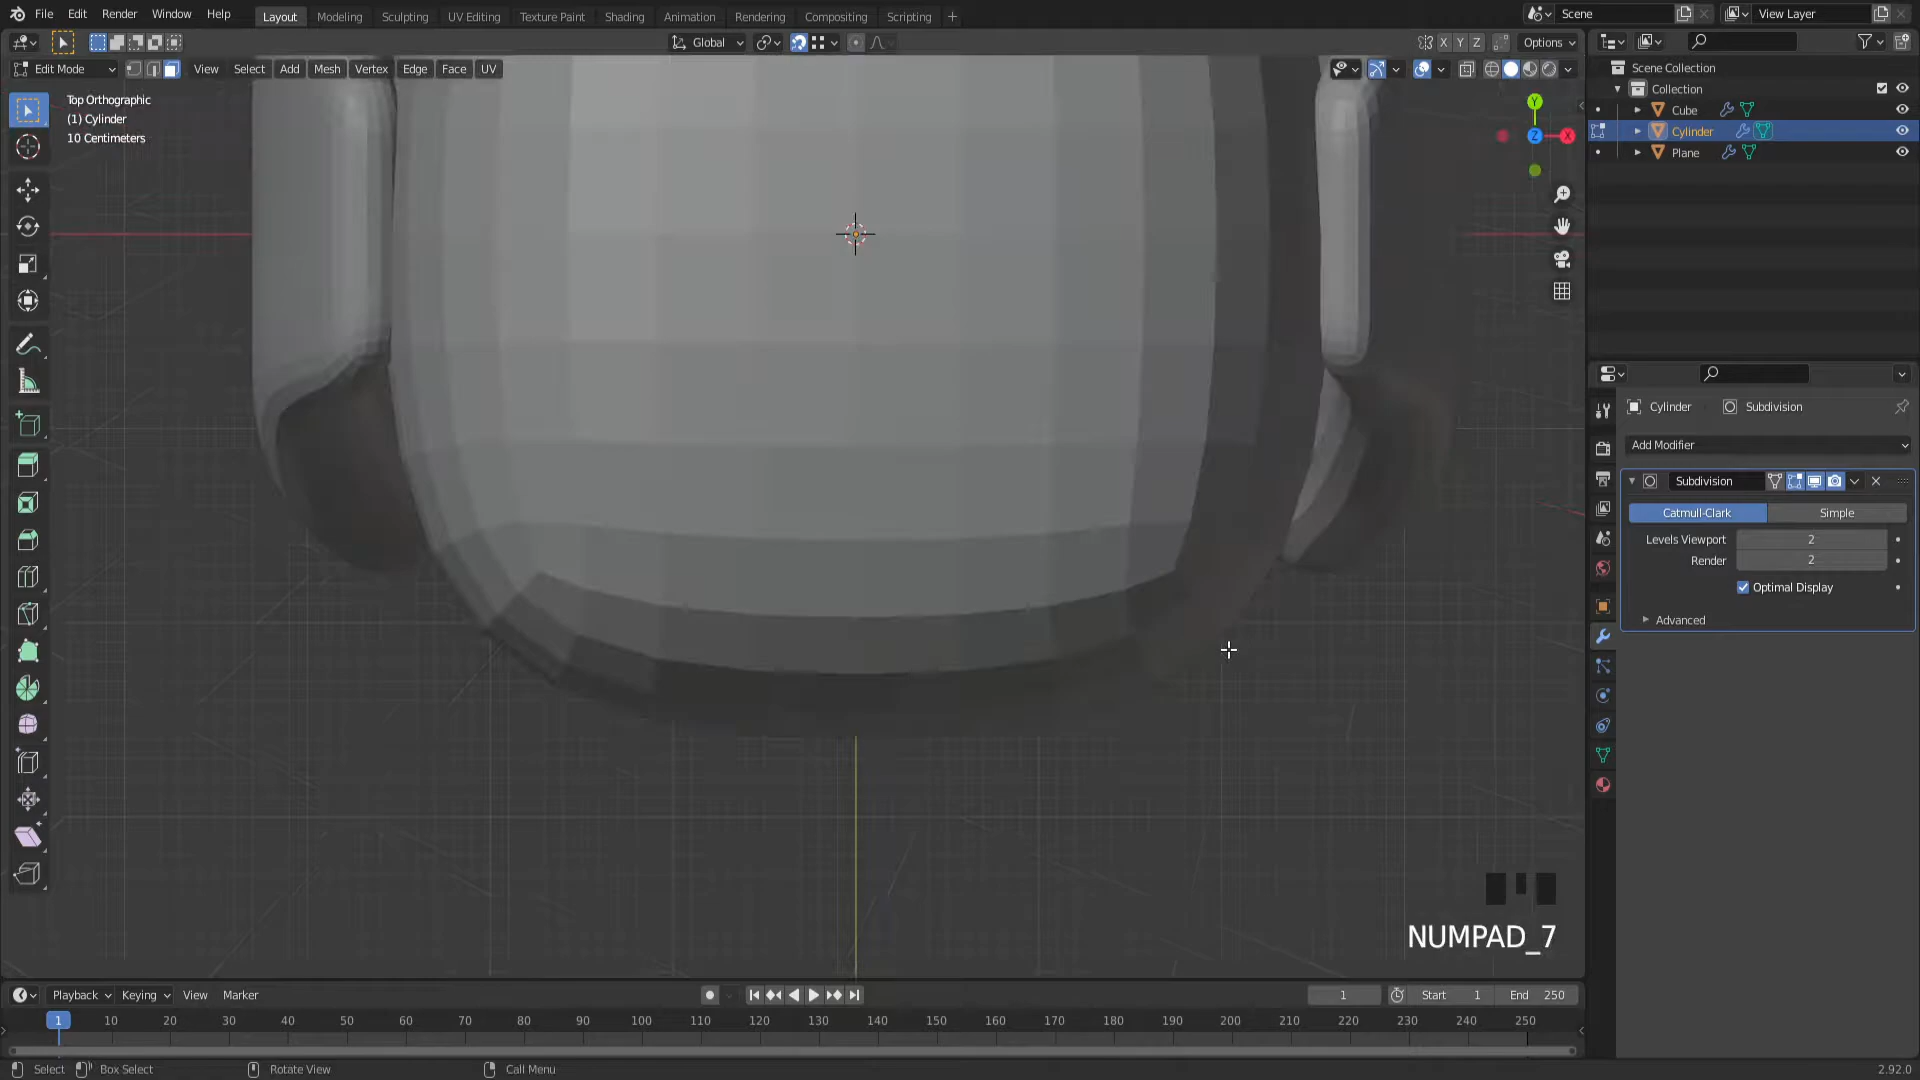 File Edit Render Window Help Layout Modeling Sculpting UV Editing Texture Paint Shading Animation Rendering Compositing Scripting + Scene View Layer
Global X Y Z Options
Edit Mode View Select Add Mesh Vertex Edge Face UV
Top Orthographic
(1) Cylinder
10 Centimeters
Y
Z
X
Scene Collection
Collection
Cube
Cylinder
Plane
Cylinder Subdivision
Add Modifier
Subdivision
Catmull-Clark Simple
Levels Viewport 2
Render 2
Optimal Display
Advanced
NUMPAD_7
Playback Keying View Marker 1 Start 1 End 250
1 10 20 30 40 50 60 70 80 90 100 110 120 130 140 150 160 170 180 190 200 210 220 230 240 250
Select Box Select Rotate View Call Menu 2.92.0